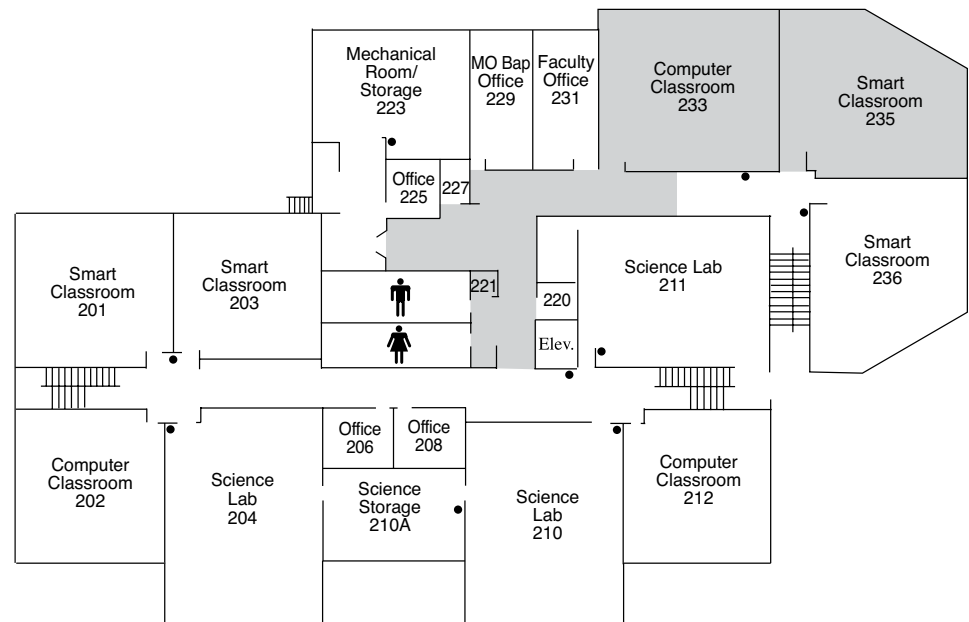 Mechanical
Room/
Storage
223
MO Bap
Office
229
Faculty
Office
231
Computer
Classroom
233
Smart
Classroom
235
Office
225
227
Smart
Classroom
201
Smart
Classroom
203
221
220
Elev.
Science Lab
211
Smart
Classroom
236
Computer
Classroom
202
Science
Lab
204
Office
206
Office
208
Science
Storage
210A
Science
Lab
210
Computer
Classroom
212